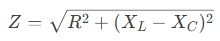 Z = √(R² + (X_L − X_C)²)